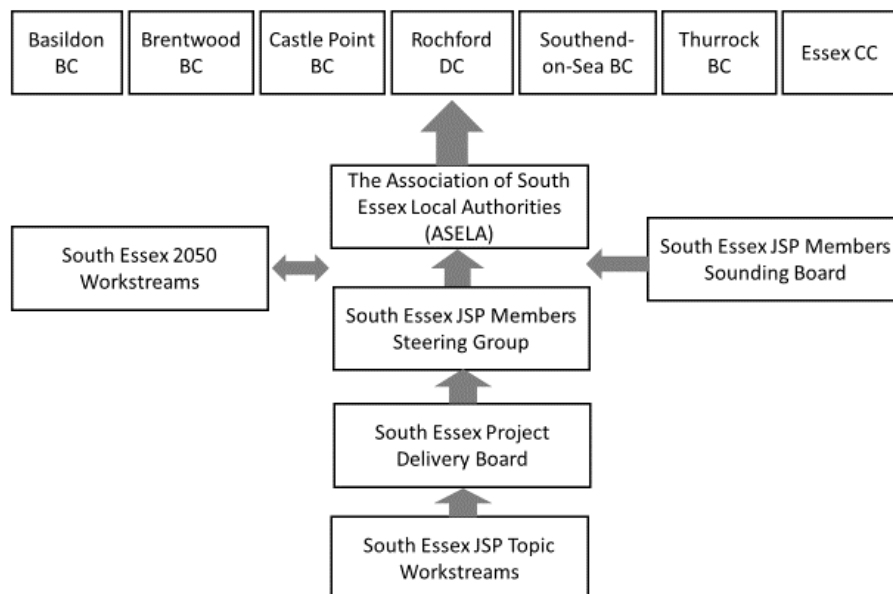 Basildon
BC
Brentwood
BC
Castle Point
BC
Rochford
DC
Southend-
on-Sea BC
Thurrock
BC
Essex CC
The Association of South
Essex Local Authorities
(ASELA)
South Essex 2050
Workstreams
South Essex JSP Members
Sounding Board
South Essex JSP Members
Steering Group
South Essex Project
Delivery Board
South Essex JSP Topic
Workstreams